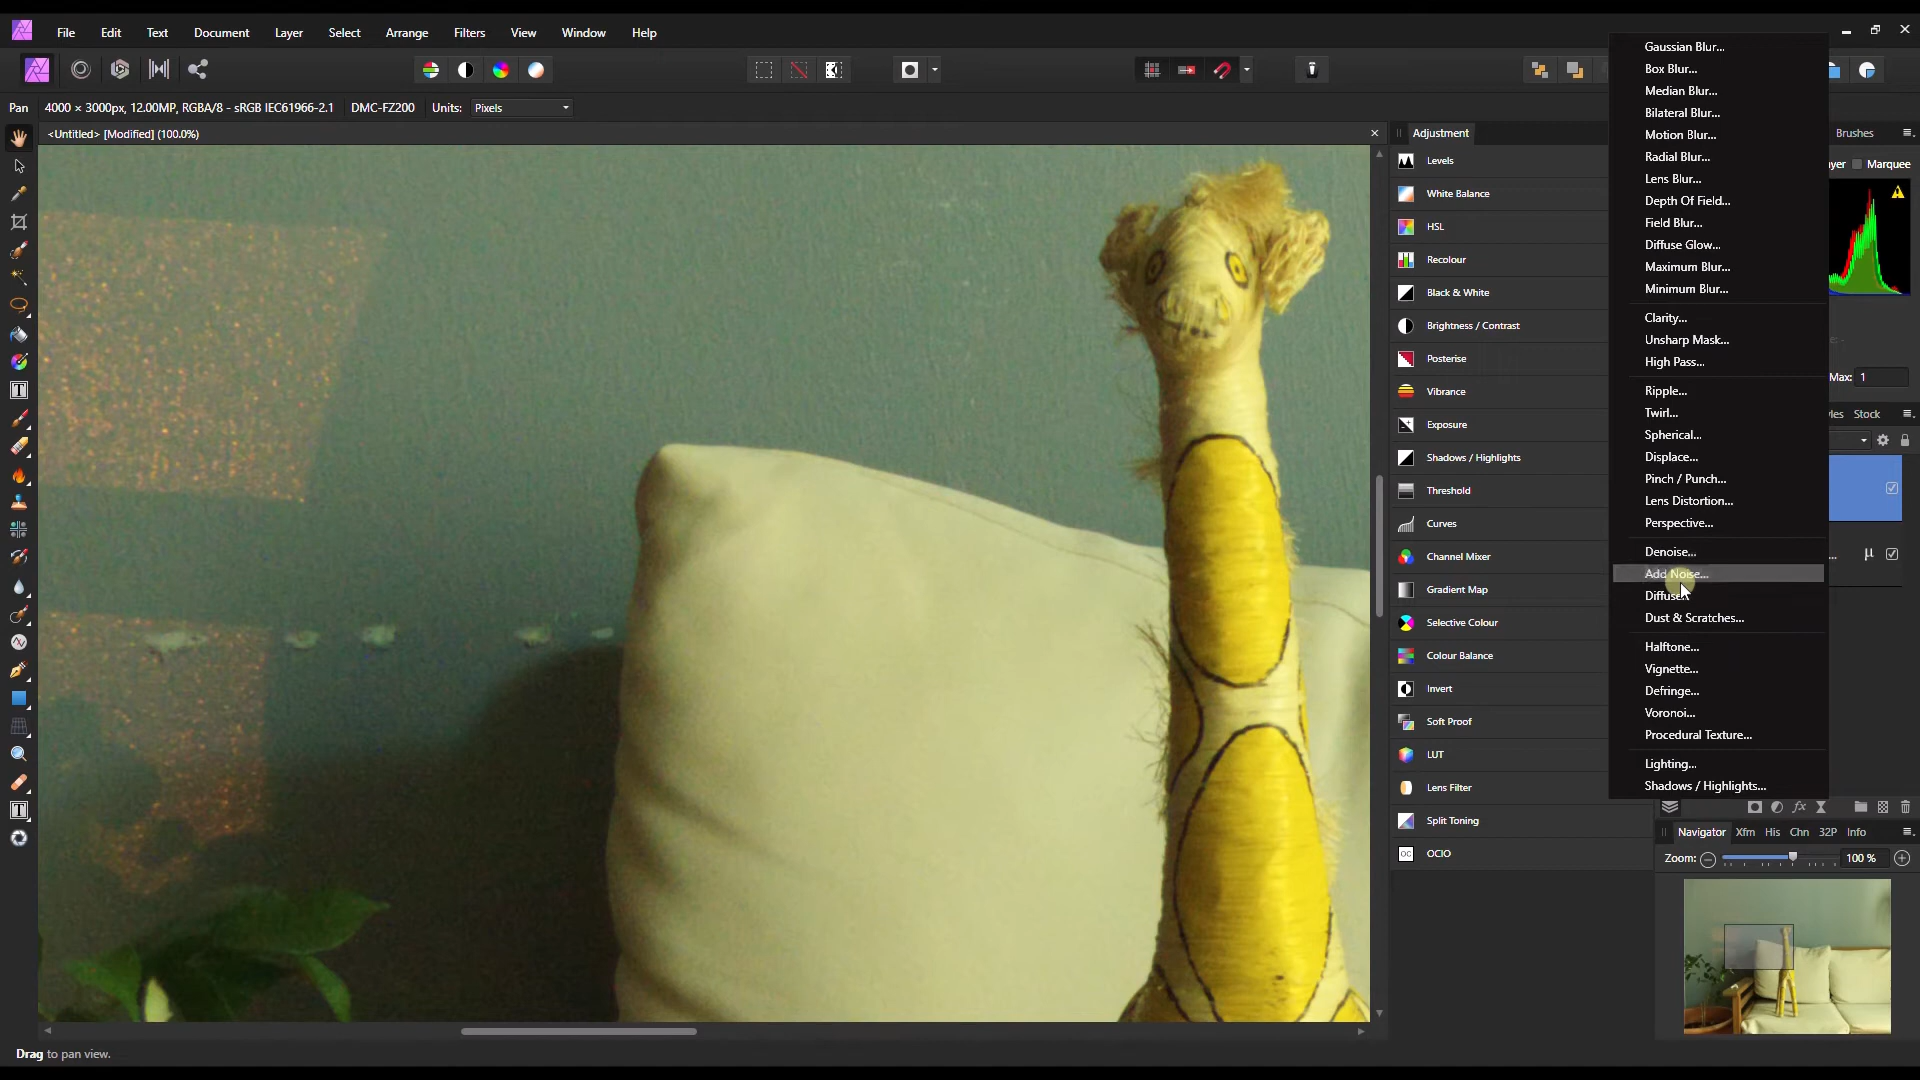 File Edit Text Document Layer Select Arrange Filters View Window Help
Pan 4000 × 3000px, 12.00MP, RGBA/8 - sRGB IEC61966-2.1 DMC-FZ200 Units: Pixels
<Untitled> [Modified] (100.0%)
Adjustment
Levels
White Balance
HSL
Recolour
Black & White
Brightness / Contrast
Posterise
Vibrance
Exposure
Shadows / Highlights
Threshold
Curves
Channel Mixer
Gradient Map
Selective Colour
Colour Balance
Invert
Soft Proof
LUT
Lens Filter
Split Toning
OC OCIO
Gaussian Blur...
Box Blur...
Median Blur...
Bilateral Blur...
Motion Blur...
Radial Blur...
Lens Blur...
Depth Of Field...
Field Blur...
Diffuse Glow...
Maximum Blur...
Minimum Blur...
Clarity...
Unsharp Mask...
High Pass...
Ripple...
Twirl...
Spherical...
Displace...
Pinch / Punch...
Lens Distortion...
Perspective...
Denoise...
Add Noise...
Diffuse
Dust & Scratches...
Halftone...
Vignette...
Defringe...
Voronoi...
Procedural Texture...
Lighting...
Shadows / Highlights...
Brushes
Marquee
Max: 1
Stock
Navigator Xfm His Chn 32P Info
Zoom: 100 %
Drag to pan view.